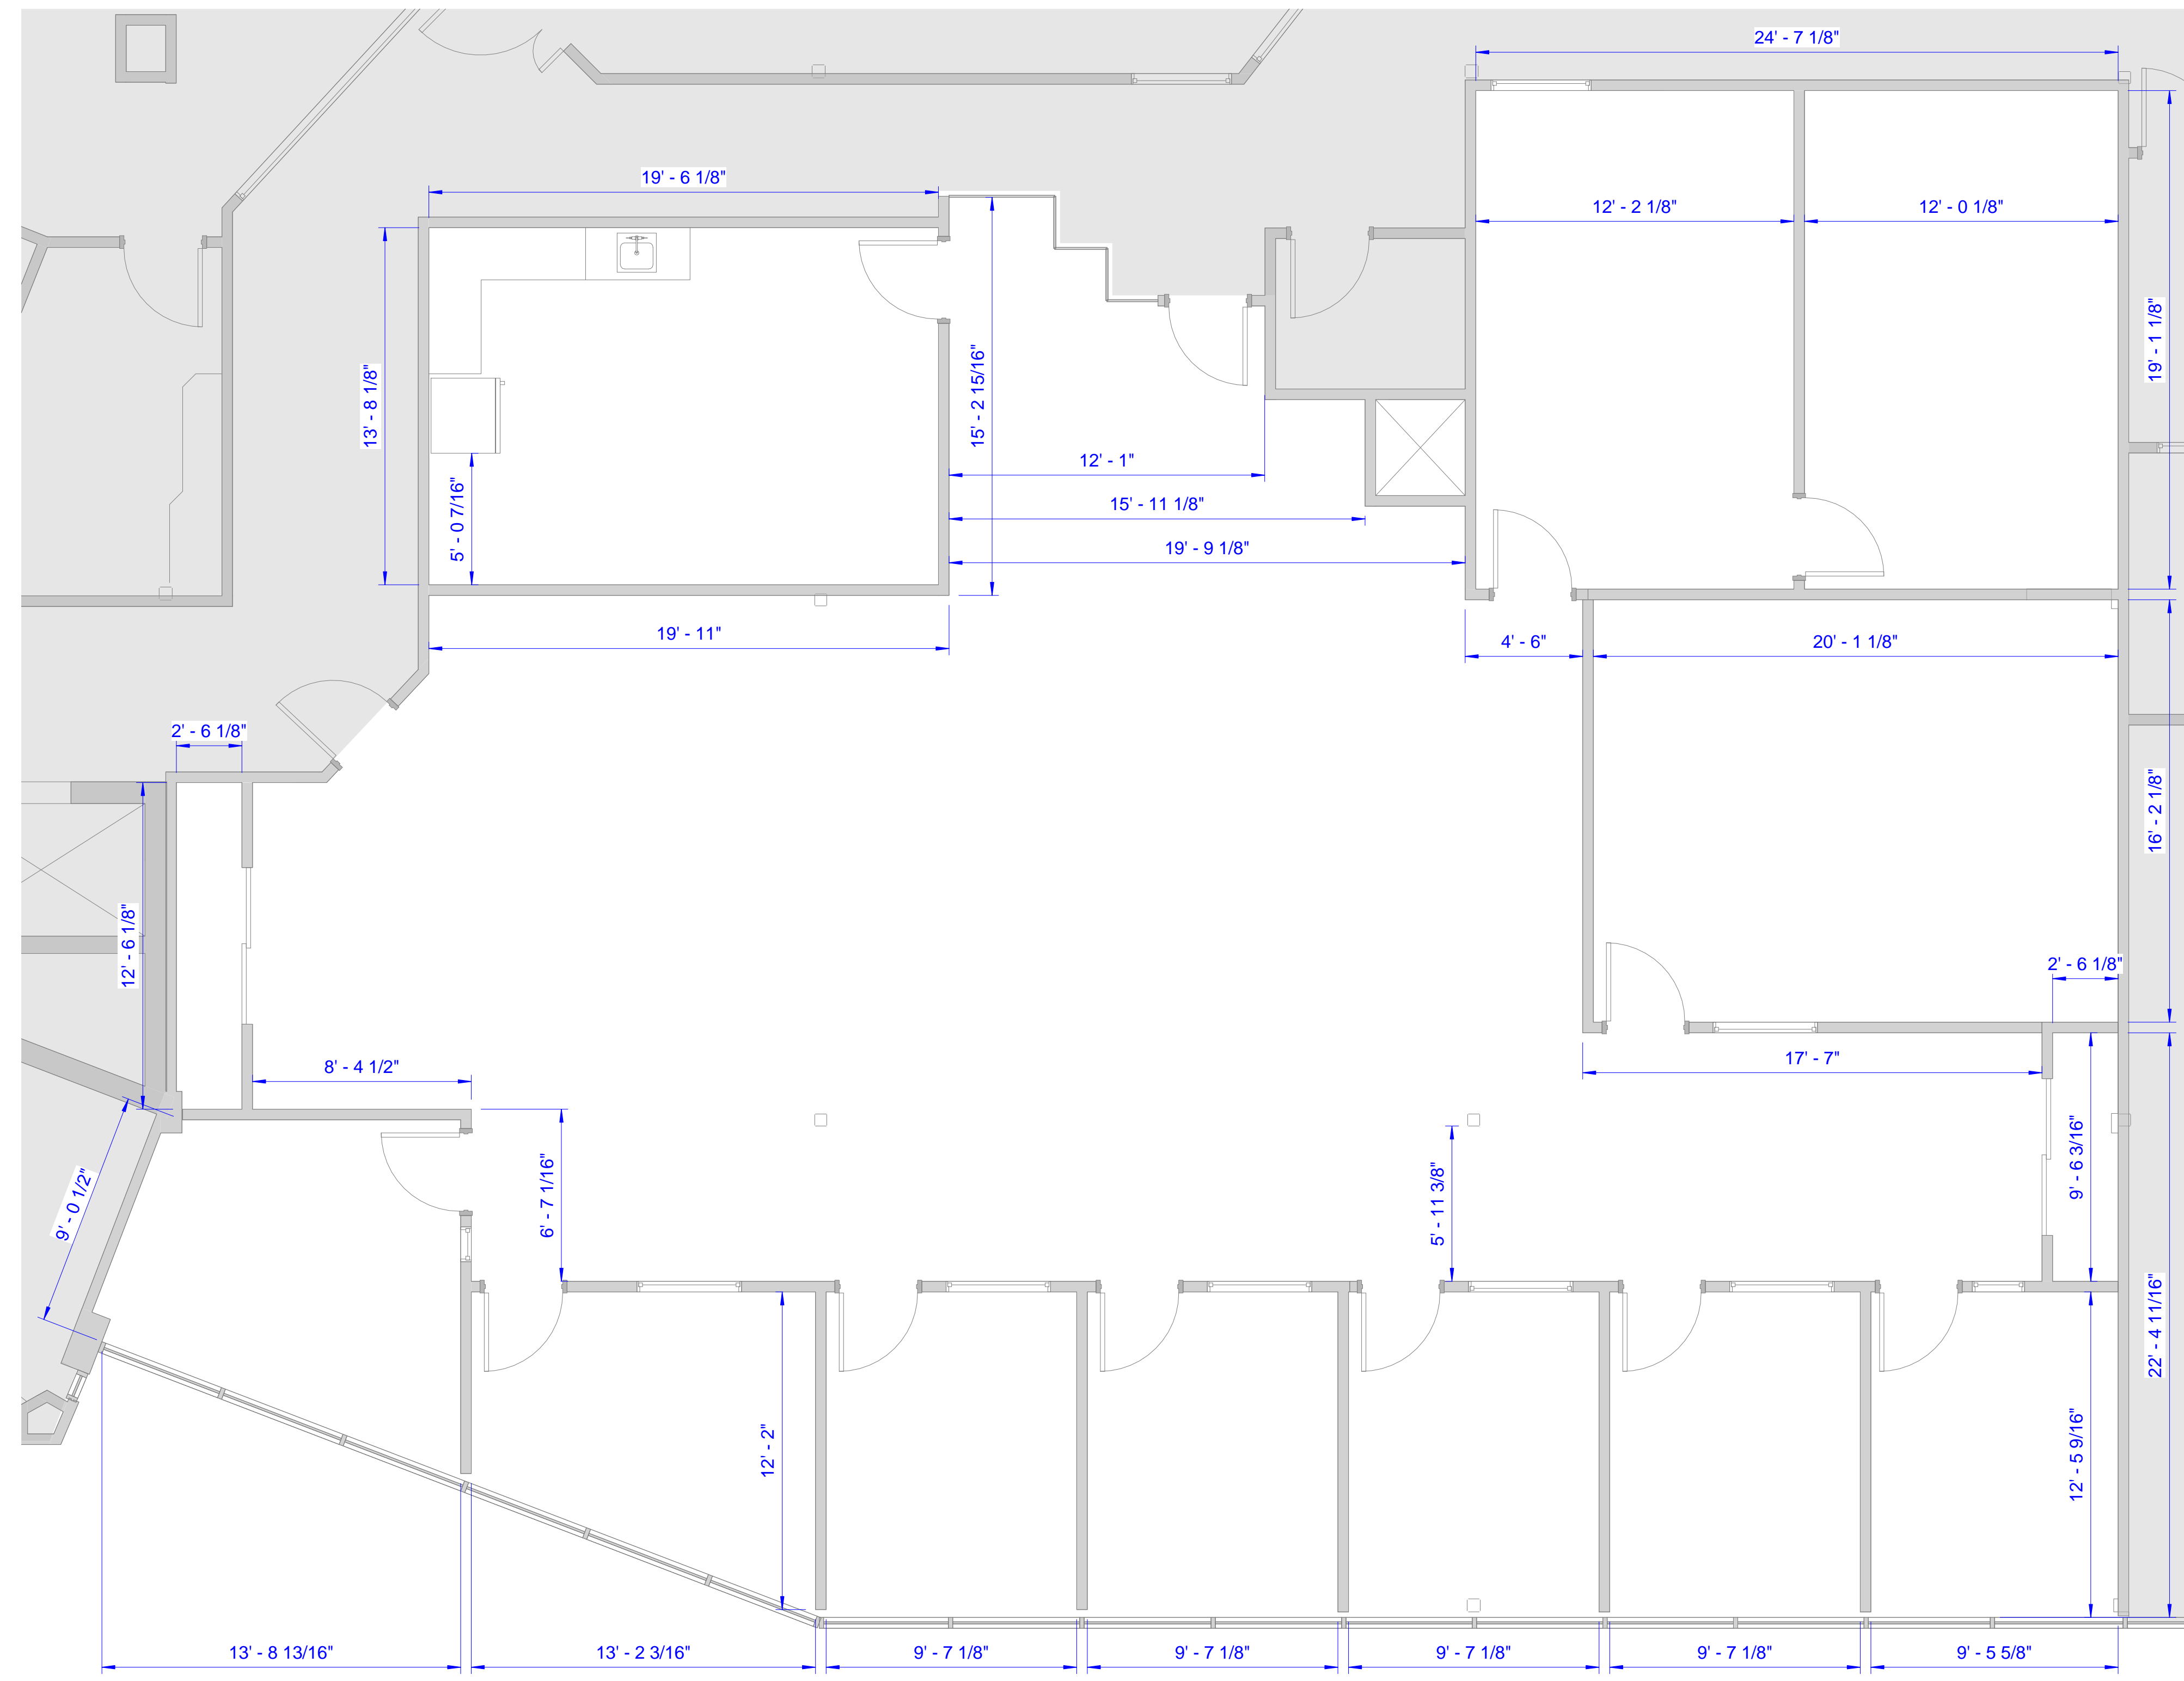 24' - 7 1/8"
19' - 6 1/8"
12' - 2 1/8"
12' - 0 1/8"
19' - 1 1/8"
13' - 8 1/8"
15' - 2 15/16"
12' - 1"
5' - 0 7/16"
15' - 11 1/8"
19' - 9 1/8"
19' - 11"
4' - 6"
20' - 1 1/8"
2' - 6 1/8"
16' - 2 1/8"
12' - 6 1/8"
2' - 6 1/8"
8' - 4 1/2"
17' - 7"
9' - 0 1/2"
6' - 7 1/16"
5' - 11 3/8"
9' - 6 3/16"
22' - 4 11/16"
12' - 2"
12' - 5 9/16"
13' - 8 13/16"
13' - 2 3/16"
9' - 7 1/8"
9' - 7 1/8"
9' - 7 1/8"
9' - 7 1/8"
9' - 5 5/8"